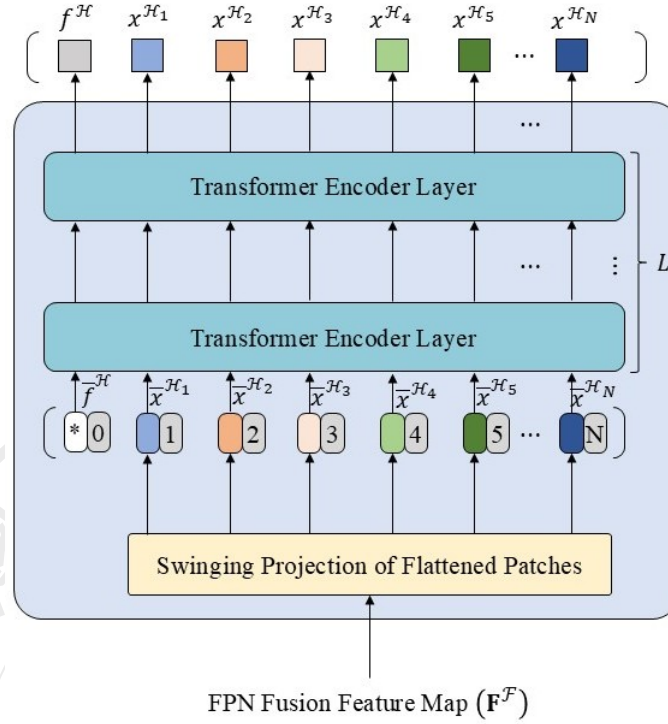 f^ℋ x^ℋ₁ x^ℋ₂ x^ℋ₃ x^ℋ₄ x^ℋ₅ x^ℋN
...
...
Transformer Encoder Layer
... ⋮ L
Transformer Encoder Layer
f̅^ℋ x̅^ℋ₁ x̅^ℋ₂ x̅^ℋ₃ x̅^ℋ₄ x̅^ℋ₅ x̅^ℋN
* 0 1 2 3 4 5 ... N
Swinging Projection of Flattened Patches
FPN Fusion Feature Map (𝐅^ℱ)